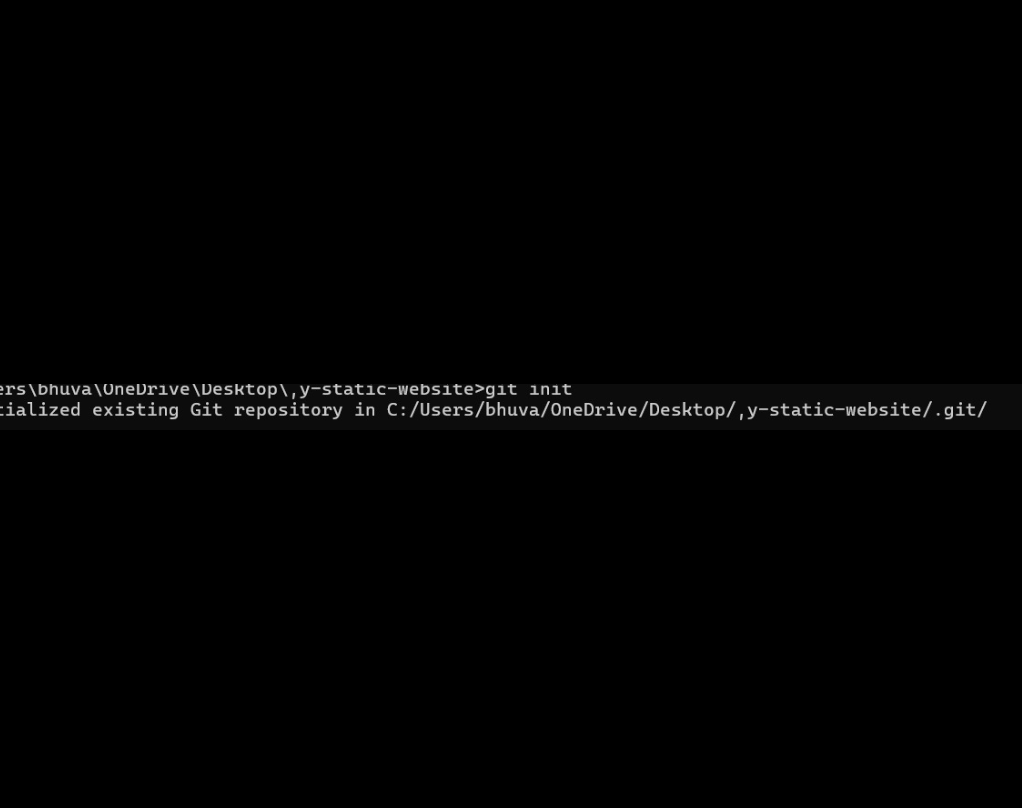 ers\bhuva\OneDrive\Desktop\,y-static-website>git init
tialized existing Git repository in C:/Users/bhuva/OneDrive/Desktop/,y-static-website/.git/